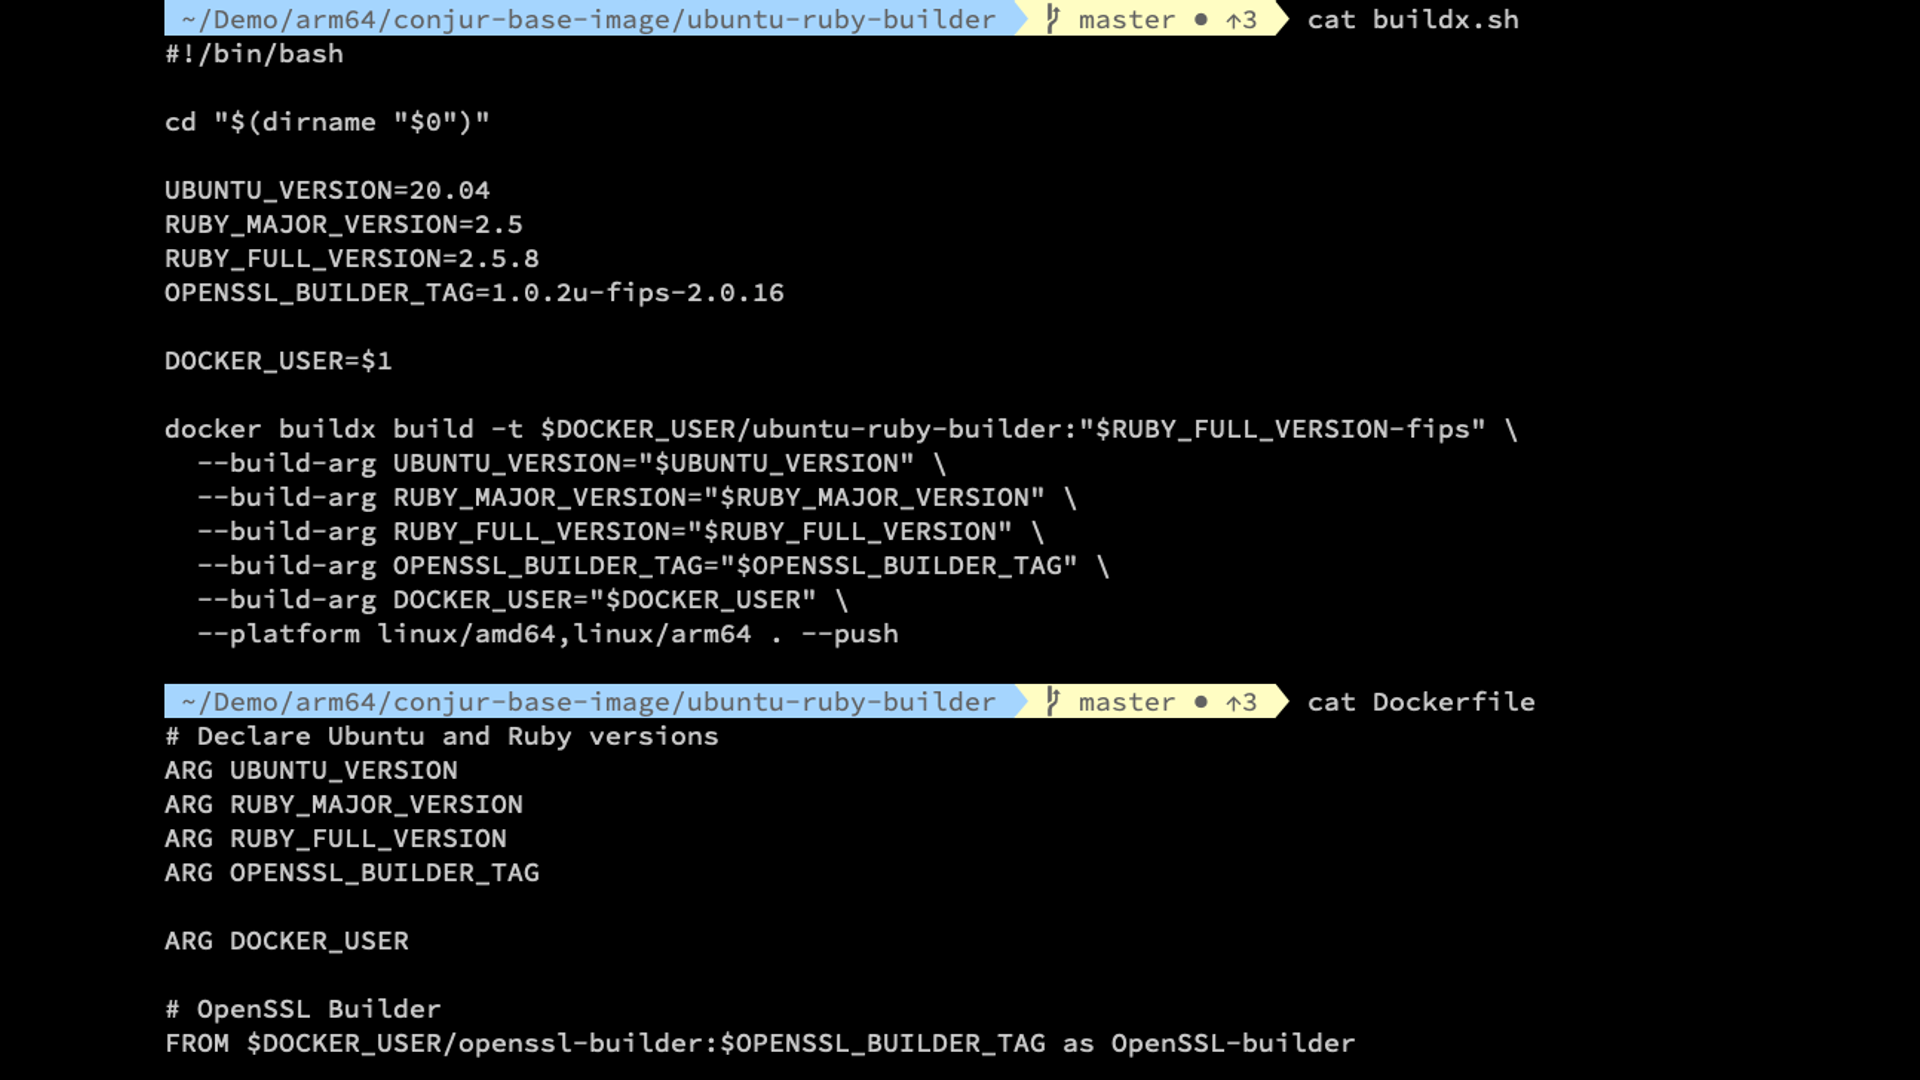 ~/Demo/arm64/conjur-base-image/ubuntu-ruby-builder master ● ↑3 cat buildx.sh
#!/bin/bash
cd "$(dirname "$0")"
UBUNTU_VERSION=20.04
RUBY_MAJOR_VERSION=2.5
RUBY_FULL_VERSION=2.5.8
OPENSSL_BUILDER_TAG=1.0.2u-fips-2.0.16
DOCKER_USER=$1
docker buildx build -t $DOCKER_USER/ubuntu-ruby-builder:"$RUBY_FULL_VERSION-fips" \
  --build-arg UBUNTU_VERSION="$UBUNTU_VERSION" \
  --build-arg RUBY_MAJOR_VERSION="$RUBY_MAJOR_VERSION" \
  --build-arg RUBY_FULL_VERSION="$RUBY_FULL_VERSION" \
  --build-arg OPENSSL_BUILDER_TAG="$OPENSSL_BUILDER_TAG" \
  --build-arg DOCKER_USER="$DOCKER_USER" \
  --platform linux/amd64,linux/arm64 . --push
~/Demo/arm64/conjur-base-image/ubuntu-ruby-builder master ● ↑3 cat Dockerfile
# Declare Ubuntu and Ruby versions
ARG UBUNTU_VERSION
ARG RUBY_MAJOR_VERSION
ARG RUBY_FULL_VERSION
ARG OPENSSL_BUILDER_TAG
ARG DOCKER_USER
# OpenSSL Builder
FROM $DOCKER_USER/openssl-builder:$OPENSSL_BUILDER_TAG as OpenSSL-builder